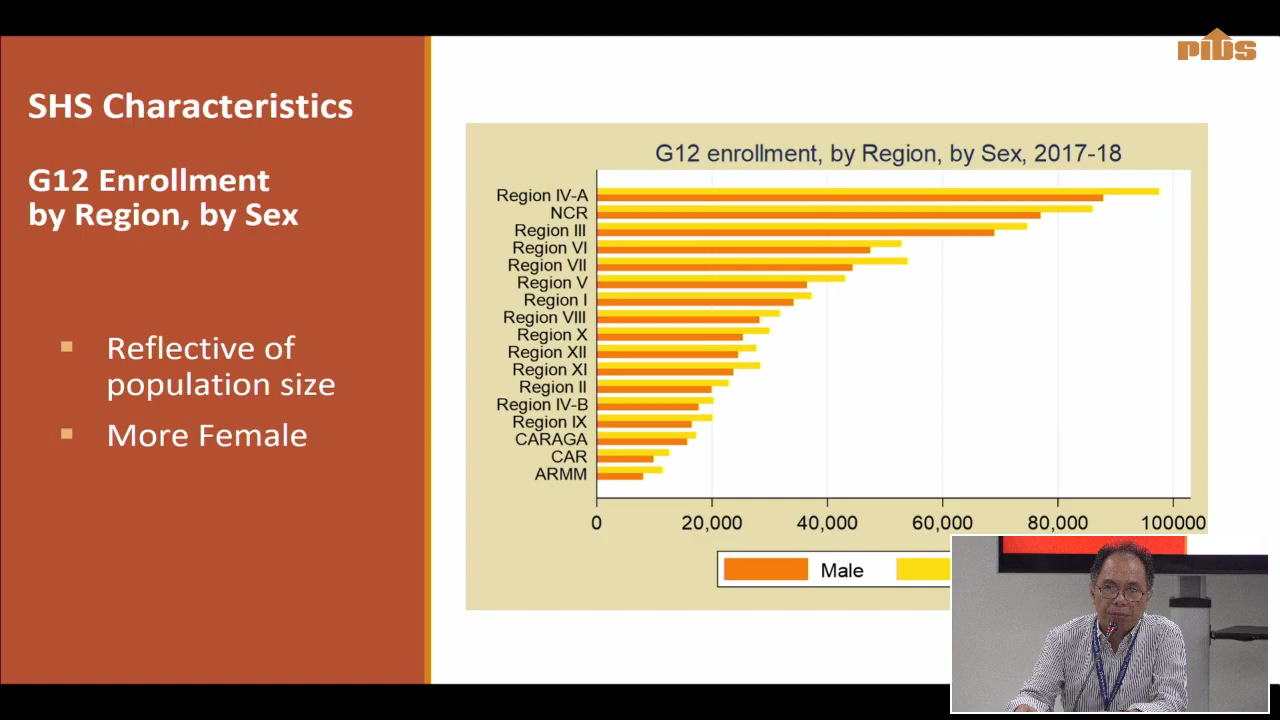 PIDS
SHS Characteristics
G12 Enrollment
by Region, by Sex
Reflective of
population size
More Female
G12 enrollment, by Region, by Sex, 2017-18
Region IV-A
NCR
Region III
Region VI
Region VII
Region V
Region I
Region VIII
Region X
Region XII
Region XI
Region II
Region IV-B
Region IX
CARAGA
CAR
ARMM
0 20,000 40,000 60,000 80,000 100000
Male